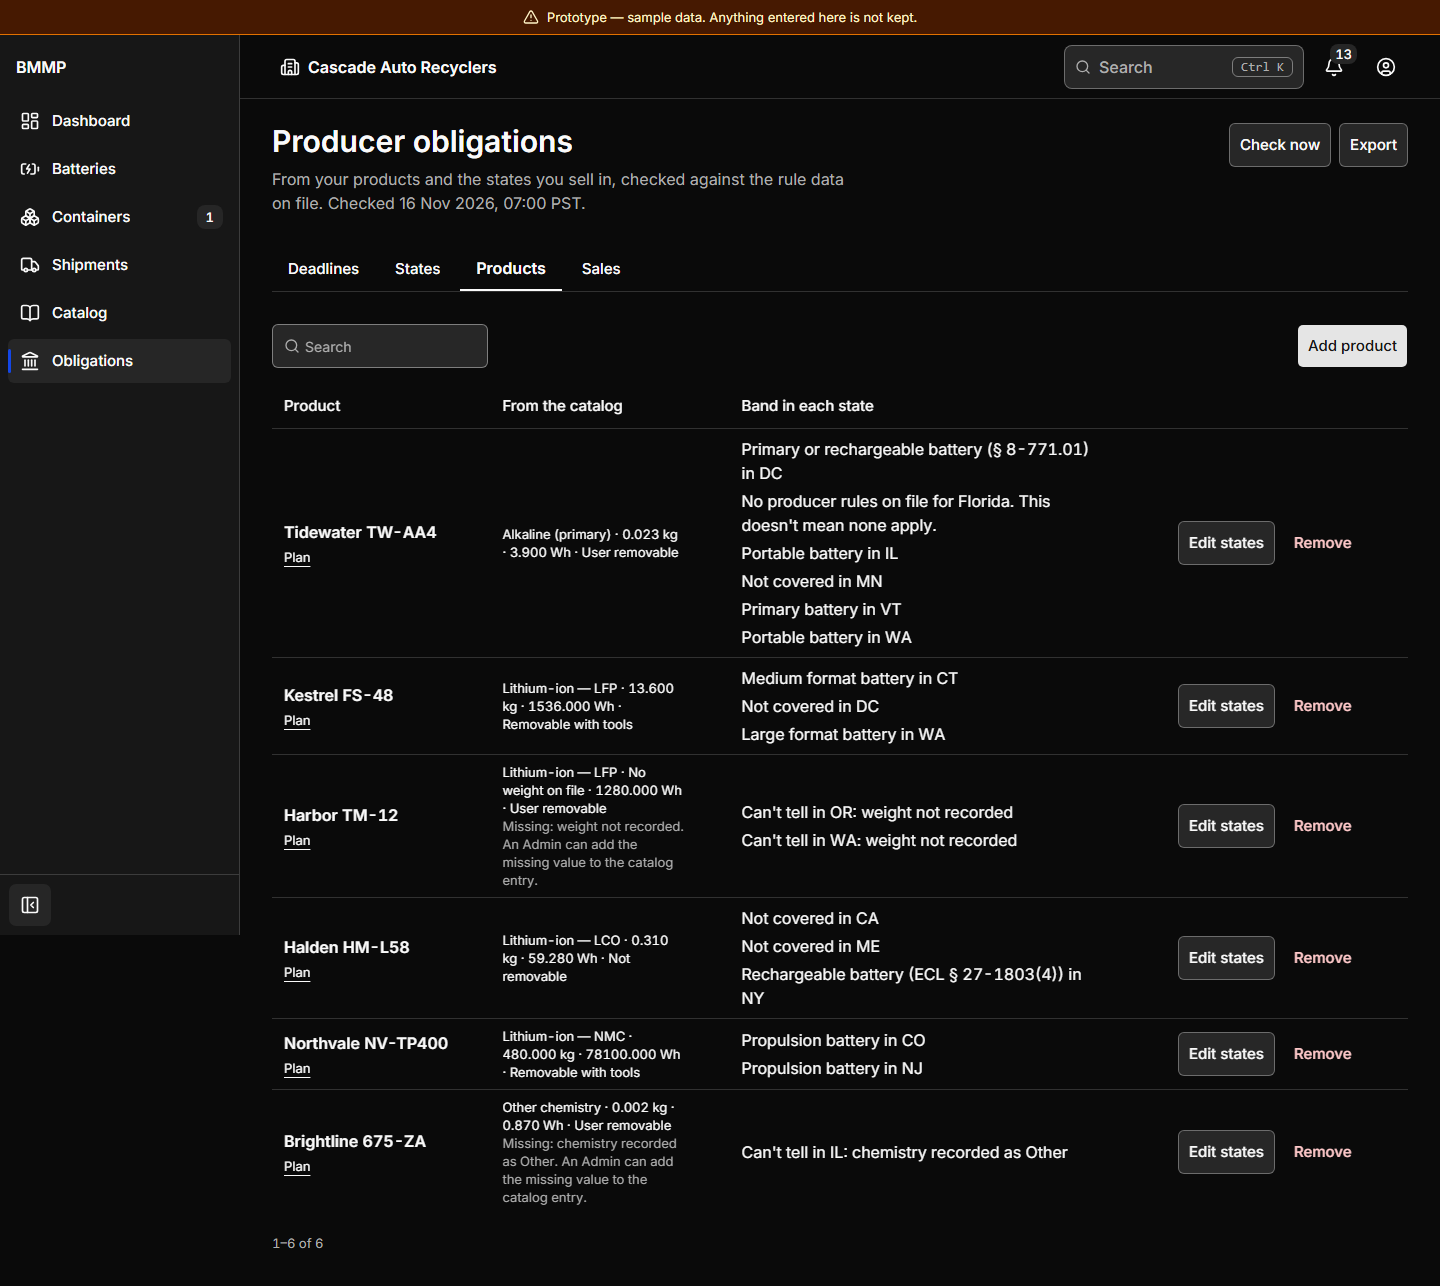 Prototype — sample data. Anything entered here is not kept.
BMMP
Cascade Auto Recyclers
Search
Ctrl K
13
Dashboard
Batteries
Containers
1
Shipments
Catalog
Obligations
Producer obligations
From your products and the states you sell in, checked against the rule data
on file. Checked 16 Nov 2026, 07:00 PST.
Check now
Export
Deadlines
States
Products
Sales
Search
Add product
Product
From the catalog
Band in each state
Tidewater TW-AA4
Plan
Alkaline (primary) · 0.023 kg
· 3.900 Wh · User removable
Primary or rechargeable battery (§ 8-771.01)
in DC
No producer rules on file for Florida. This
doesn't mean none apply.
Portable battery in IL
Not covered in MN
Primary battery in VT
Portable battery in WA
Edit states
Remove
Kestrel FS-48
Plan
Lithium-ion — LFP · 13.600
kg · 1536.000 Wh ·
Removable with tools
Medium format battery in CT
Not covered in DC
Large format battery in WA
Edit states
Remove
Harbor TM-12
Plan
Lithium-ion — LFP · No
weight on file · 1280.000 Wh
· User removable
Missing: weight not recorded.
An Admin can add the
missing value to the catalog
entry.
Can't tell in OR: weight not recorded
Can't tell in WA: weight not recorded
Edit states
Remove
Halden HM-L58
Plan
Lithium-ion — LCO · 0.310
kg · 59.280 Wh · Not
removable
Not covered in CA
Not covered in ME
Rechargeable battery (ECL § 27-1803(4)) in
NY
Edit states
Remove
Northvale NV-TP400
Plan
Lithium-ion — NMC ·
480.000 kg · 78100.000 Wh
· Removable with tools
Propulsion battery in CO
Propulsion battery in NJ
Edit states
Remove
Brightline 675-ZA
Plan
Other chemistry · 0.002 kg ·
0.870 Wh · User removable
Missing: chemistry recorded
as Other. An Admin can add
the missing value to the
catalog entry.
Can't tell in IL: chemistry recorded as Other
Edit states
Remove
1–6 of 6